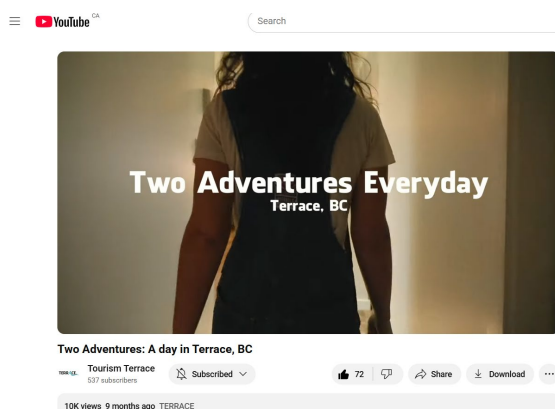 YouTube CA
Search
Two Adventures Everyday
Terrace, BC
Two Adventures: A day in Terrace, BC
Tourism Terrace
537 subscribers
Subscribed
72
Share
Download
10K views 9 months ago TERRACE